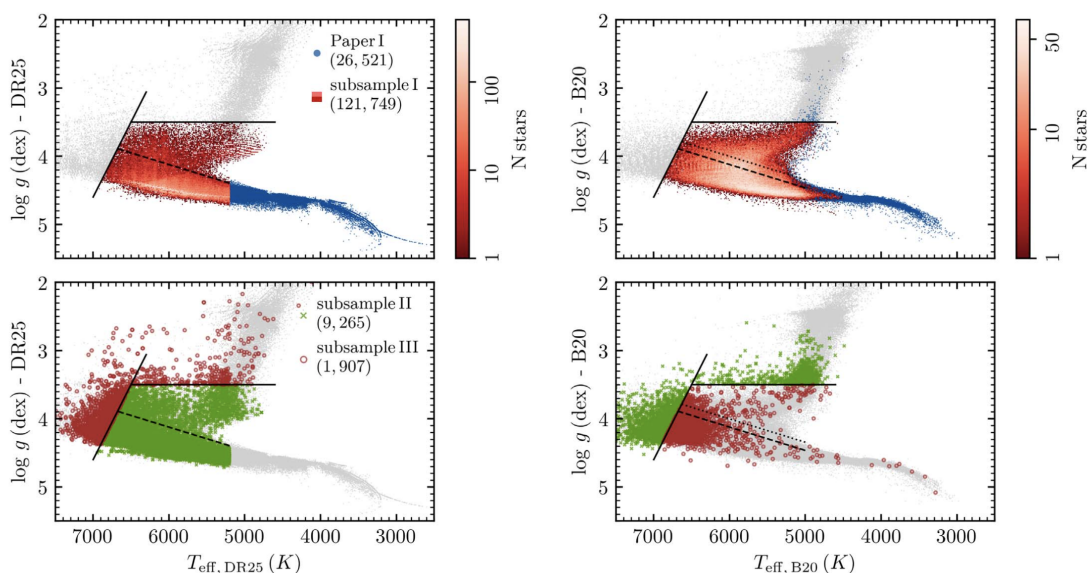 2
3
4
5
log g (dex) - DR25
Paper I
(26, 521)
subsample I
(121, 749)
100
10
1
N stars
2
3
4
5
log g (dex) - B20
50
10
1
N stars
2
3
4
5
log g (dex) - DR25
subsample II
(9, 265)
subsample III
(1, 907)
7000 6000 5000 4000 3000
T_eff, DR25 (K)
2
3
4
5
log g (dex) - B20
7000 6000 5000 4000 3000
T_eff, B20 (K)